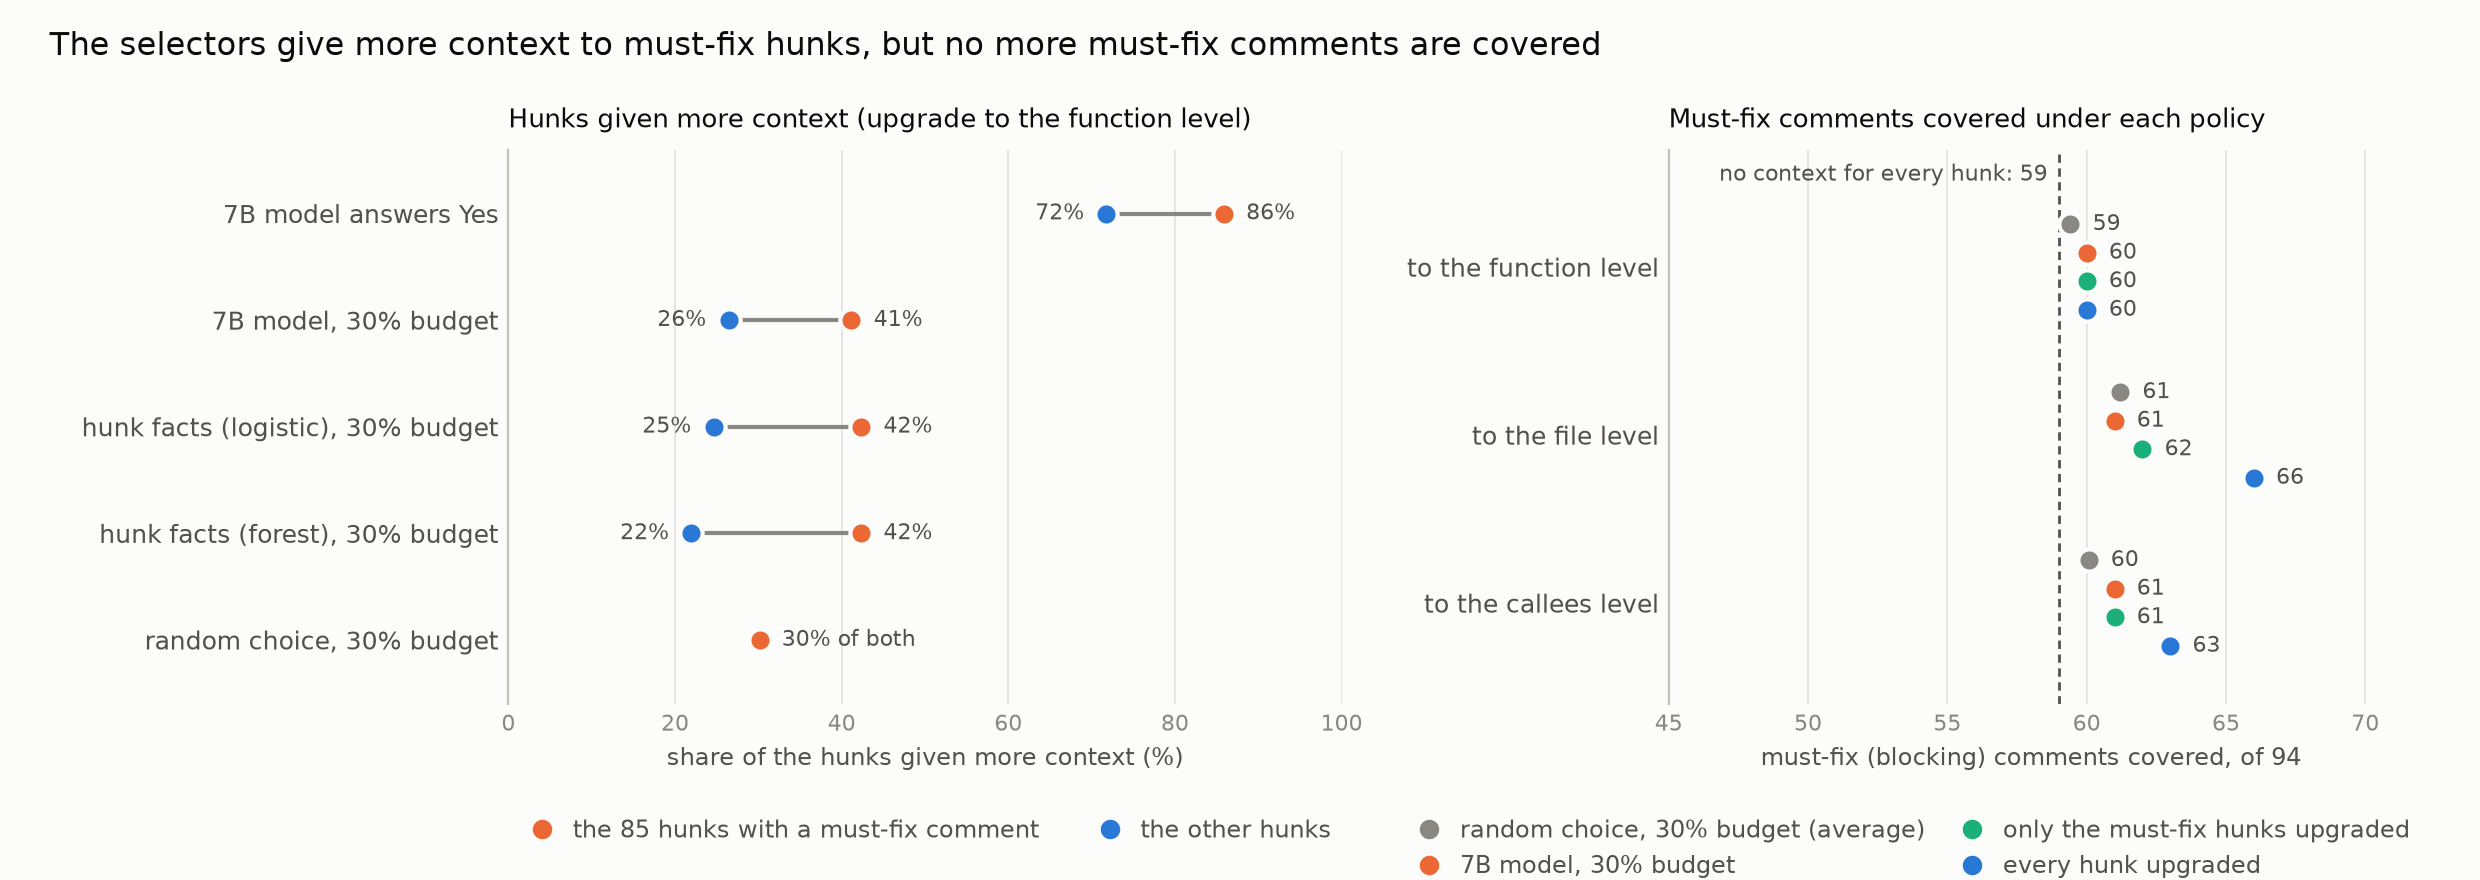 The selectors give more context to must-fix hunks, but no more must-fix comments are covered
Hunks given more context (upgrade to the function level)
7B model answers Yes
72%
86%
7B model, 30% budget
26%
41%
hunk facts (logistic), 30% budget
25%
42%
hunk facts (forest), 30% budget
22%
42%
random choice, 30% budget
30% of both
0
20
40
60
80
100
share of the hunks given more context (%)
the 85 hunks with a must-fix comment
the other hunks
Must-fix comments covered under each policy
no context for every hunk: 59
to the function level
59
60
60
60
to the file level
61
61
62
66
to the callees level
60
61
61
63
45
50
55
60
65
70
must-fix (blocking) comments covered, of 94
random choice, 30% budget (average)
7B model, 30% budget
only the must-fix hunks upgraded
every hunk upgraded